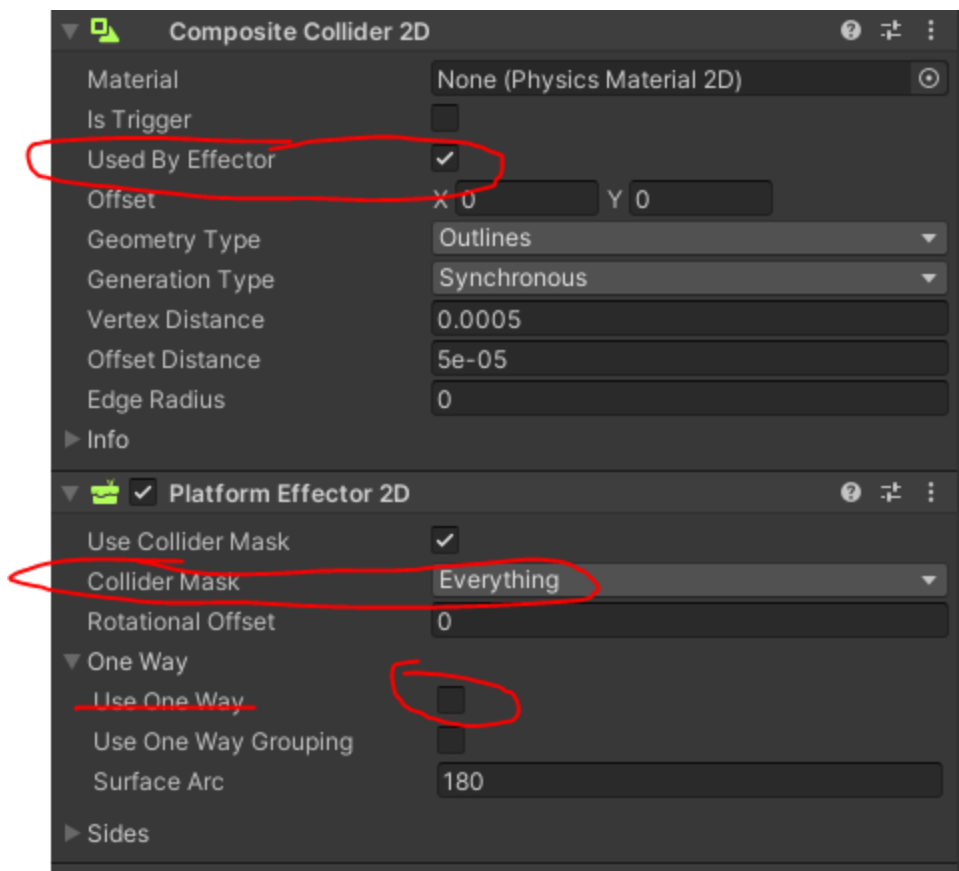 Composite Collider 2D
Material None (Physics Material 2D)
Is Trigger
Used By Effector
Offset X 0 Y 0
Geometry Type Outlines
Generation Type Synchronous
Vertex Distance 0.0005
Offset Distance 5e-05
Edge Radius 0
Info
Platform Effector 2D
Use Collider Mask
Collider Mask Everything
Rotational Offset 0
One Way
Use One Way
Use One Way Grouping
Surface Arc 180
Sides